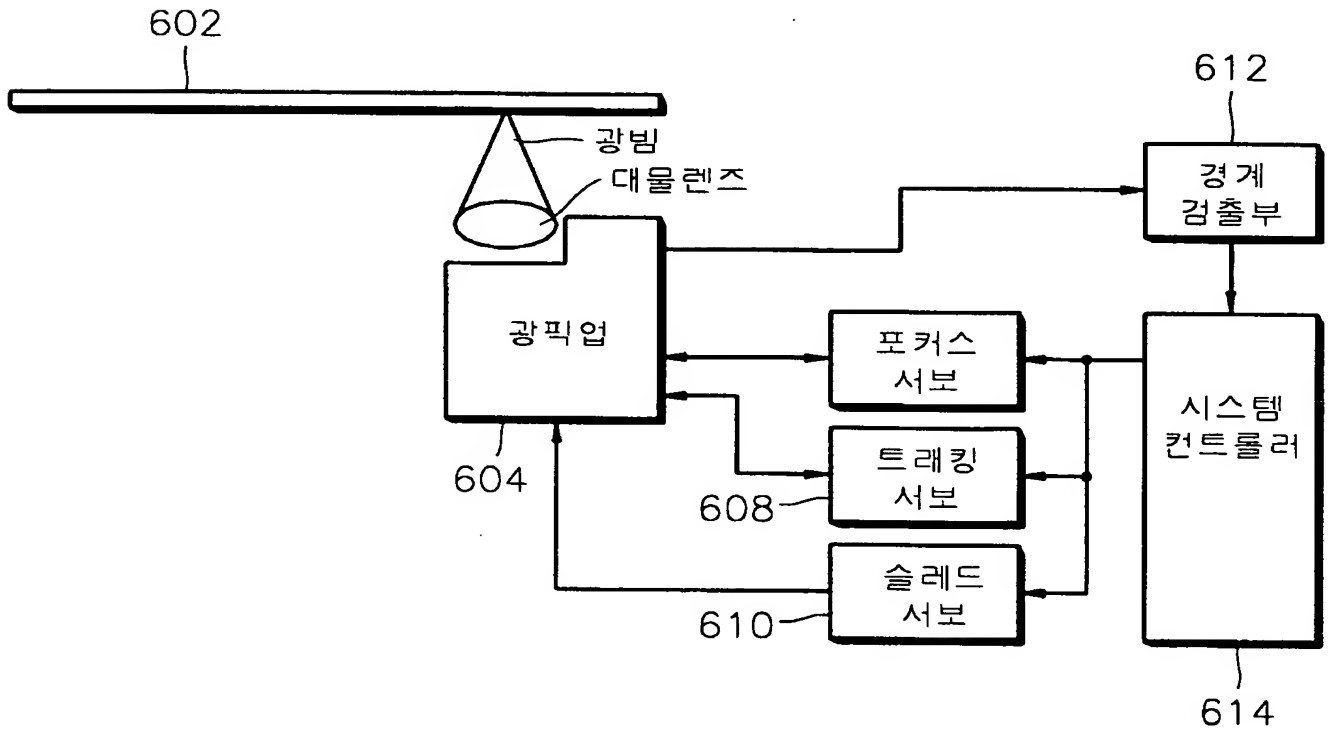 602
612
광빔
대물렌즈
경계
검출부
광픽업
포커스
서보
시스템
컨트롤러
604
트래킹
서보
608
슬레드
서보
610
614